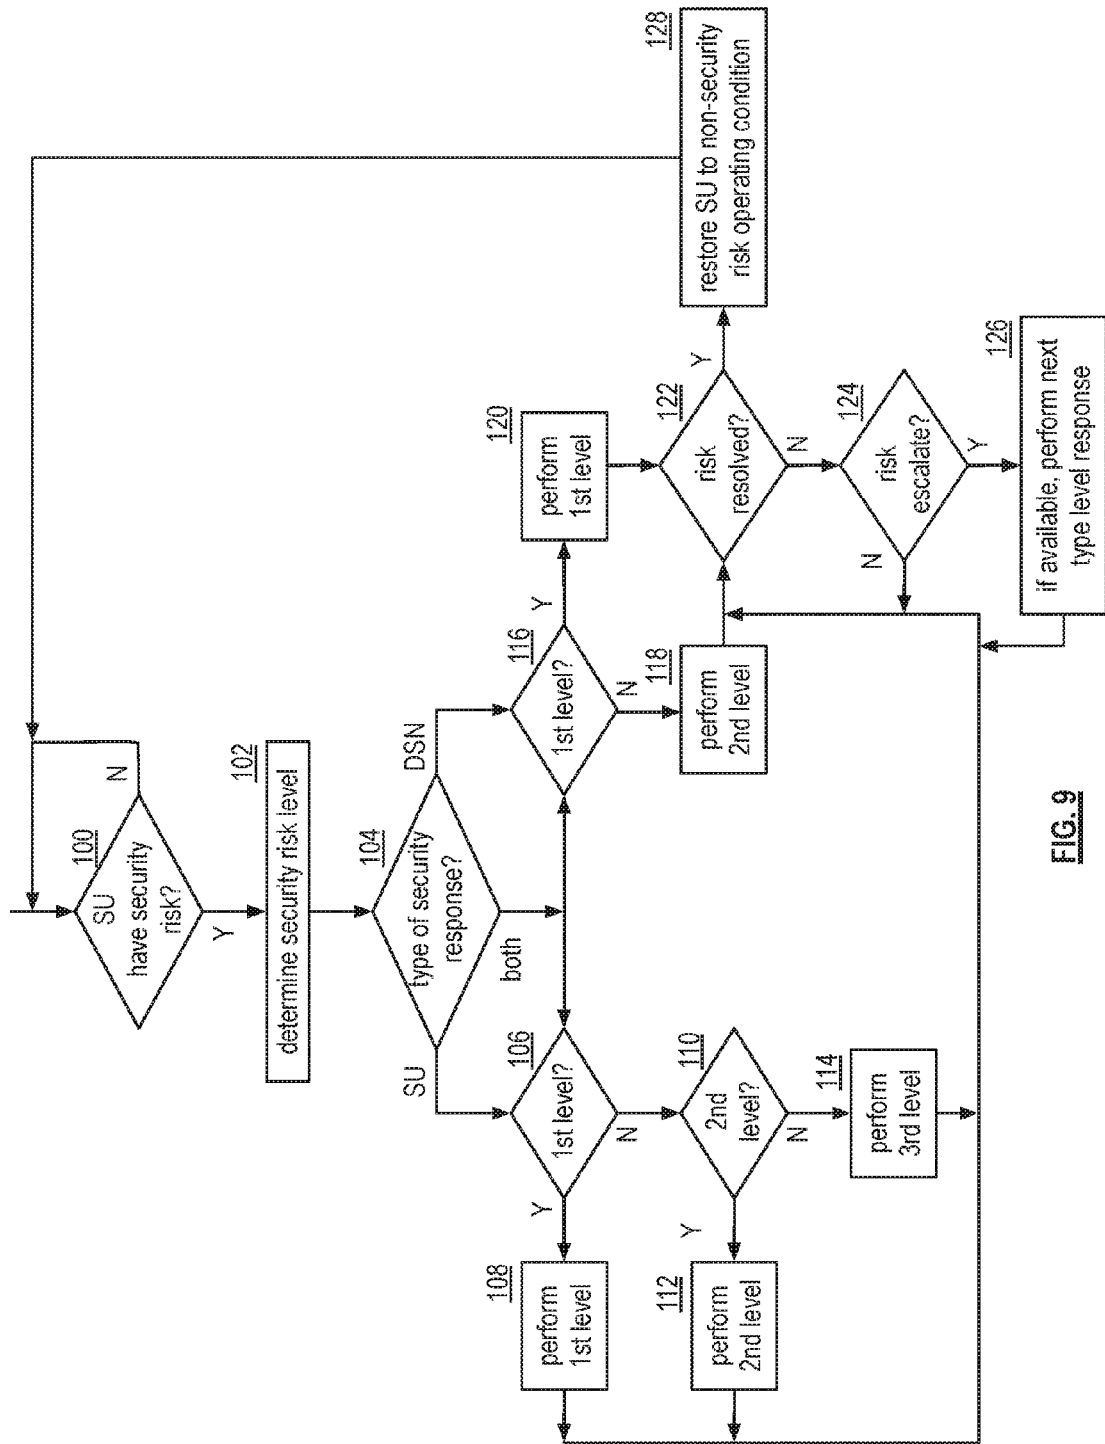 100
SU
have security
risk?
N
Y
102
determine security risk level
104
type of security
response?
SU
DSN
both
106
1st level?
Y
N
108
perform
1st level
110
2nd
level?
Y
N
112
perform
2nd level
114
perform
3rd level
116
1st level?
Y
N
118
perform
2nd level
120
perform
1st level
122
risk
resolved?
Y
N
124
risk
escalate?
N
Y
126
if available, perform next
type level response
128
restore SU to non-security
risk operating condition
FIG. 9